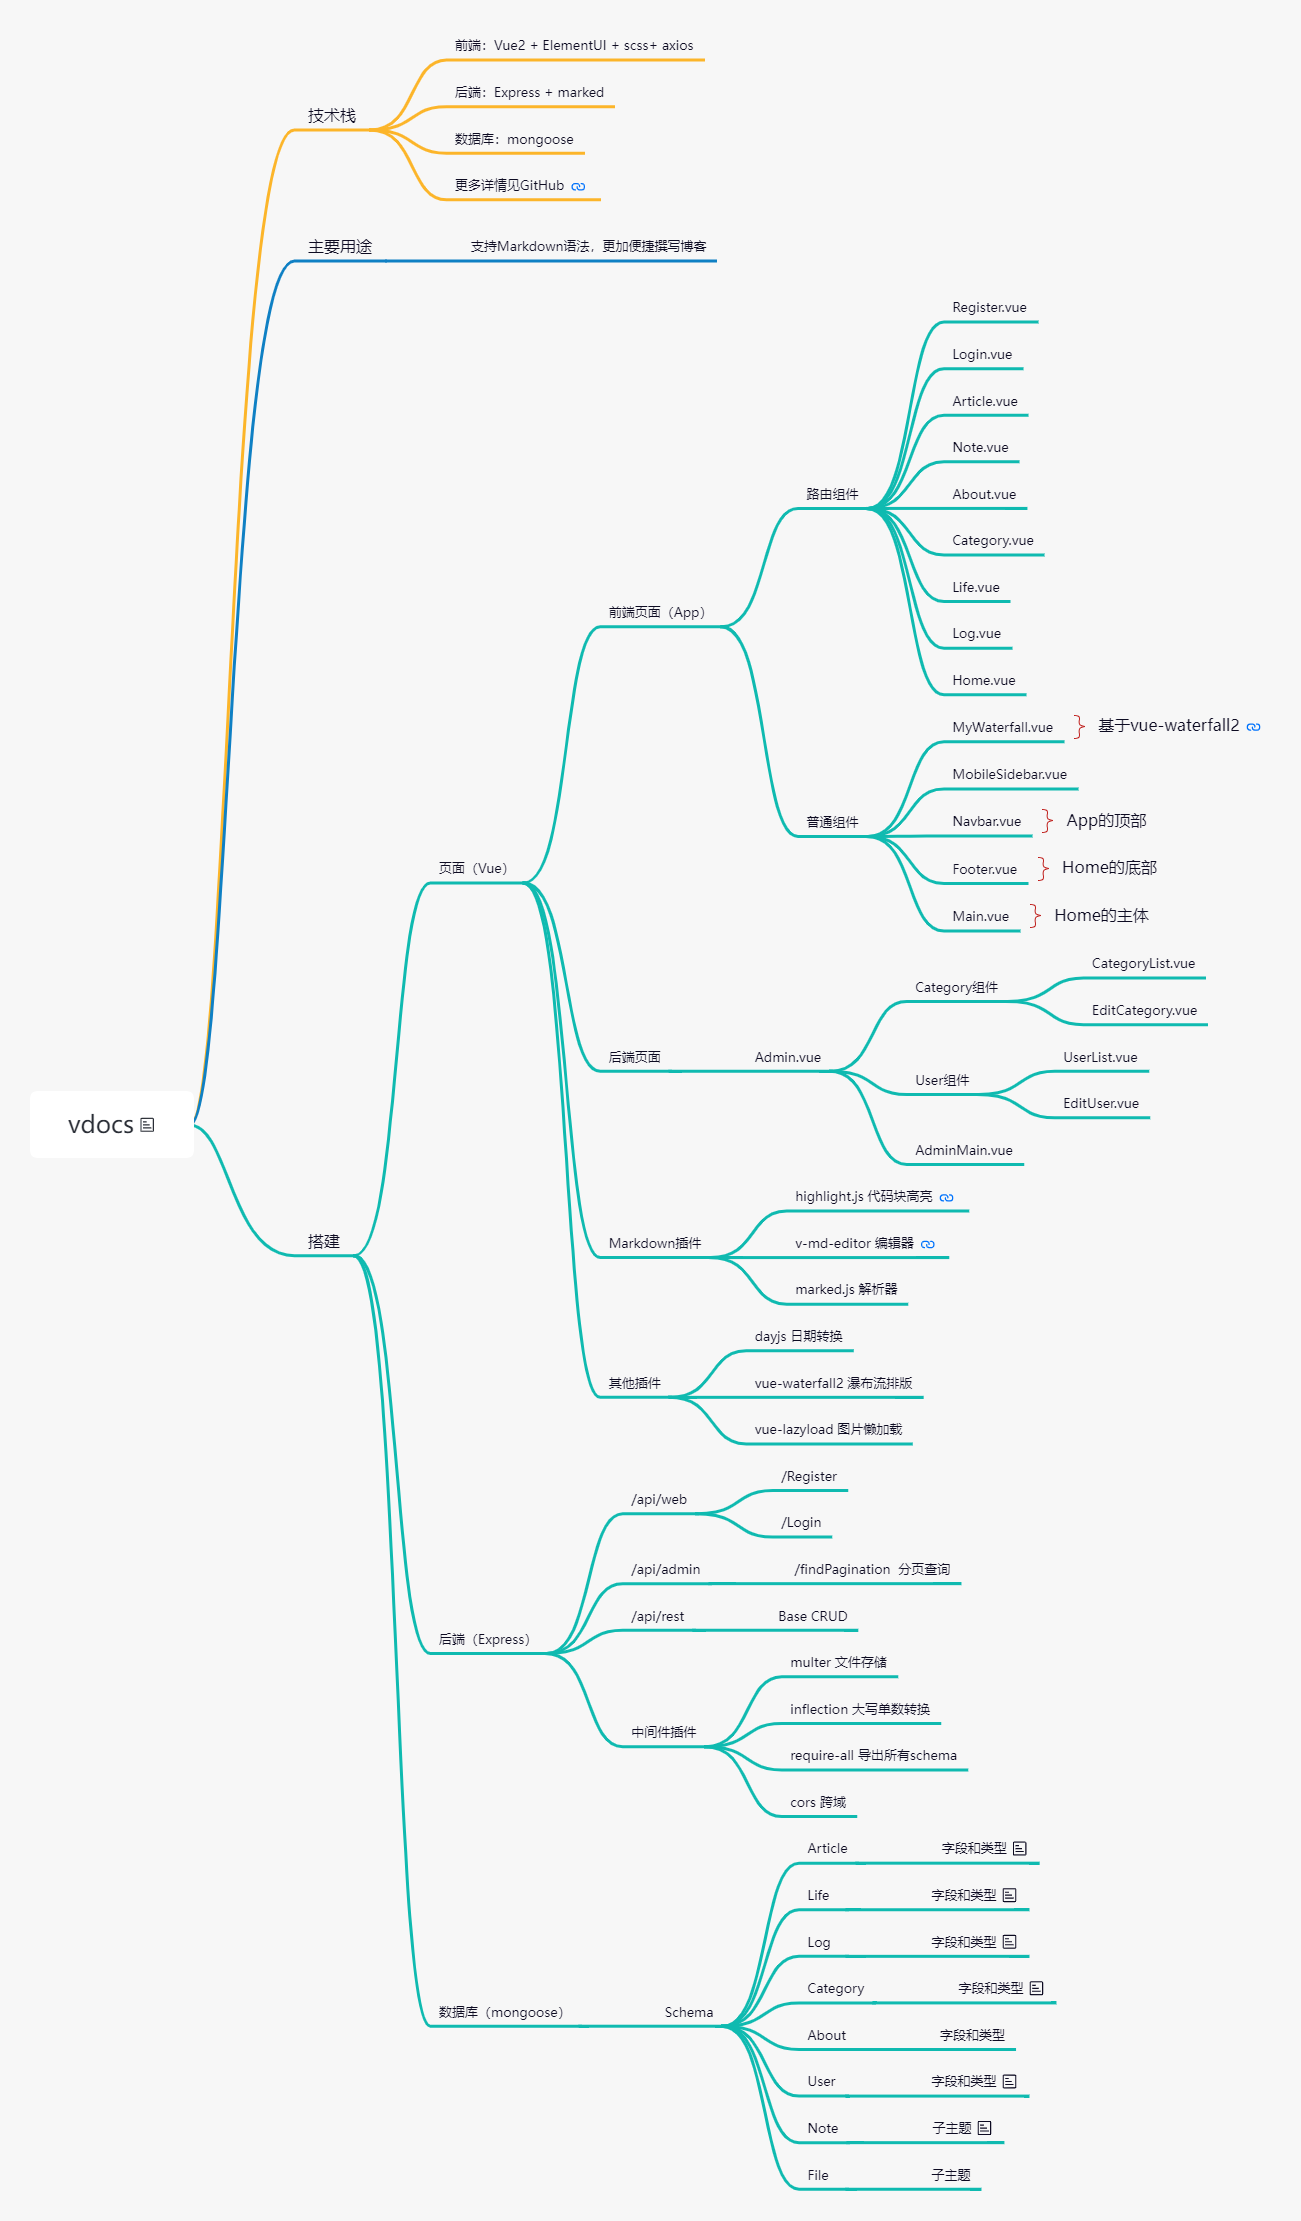 前端：Vue2 + ElementUI + scss+ axios
后端：Express + marked
技术栈
数据库：mongoose
更多详情见GitHub
主要用途
支持Markdown语法，更加便捷撰写博客
Register.vue
Login.vue
Article.vue
Note.vue
路由组件
About.vue
Category.vue
Life.vue
前端页面（App）
Log.vue
Home.vue
MyWaterfall.vue
基于vue-waterfall2
MobileSidebar.vue
普通组件
Navbar.vue
App的顶部
页面（Vue）
Footer.vue
Home的底部
Main.vue
Home的主体
CategoryList.vue
Category组件
EditCategory.vue
后端页面
Admin.vue
UserList.vue
User组件
EditUser.vue
vdocs
AdminMain.vue
highlight.js 代码块高亮
搭建
Markdown插件
v-md-editor 编辑器
marked.js 解析器
dayjs 日期转换
其他插件
vue-waterfall2 瀑布流排版
vue-lazyload 图片懒加载
/Register
/api/web
/Login
/api/admin
/findPagination 分页查询
/api/rest
Base CRUD
后端（Express）
multer 文件存储
inflection 大写单数转换
中间件插件
require-all 导出所有schema
cors 跨域
Article
字段和类型
Life
字段和类型
Log
字段和类型
Category
字段和类型
数据库（mongoose）
Schema
About
字段和类型
User
字段和类型
Note
子主题
File
子主题